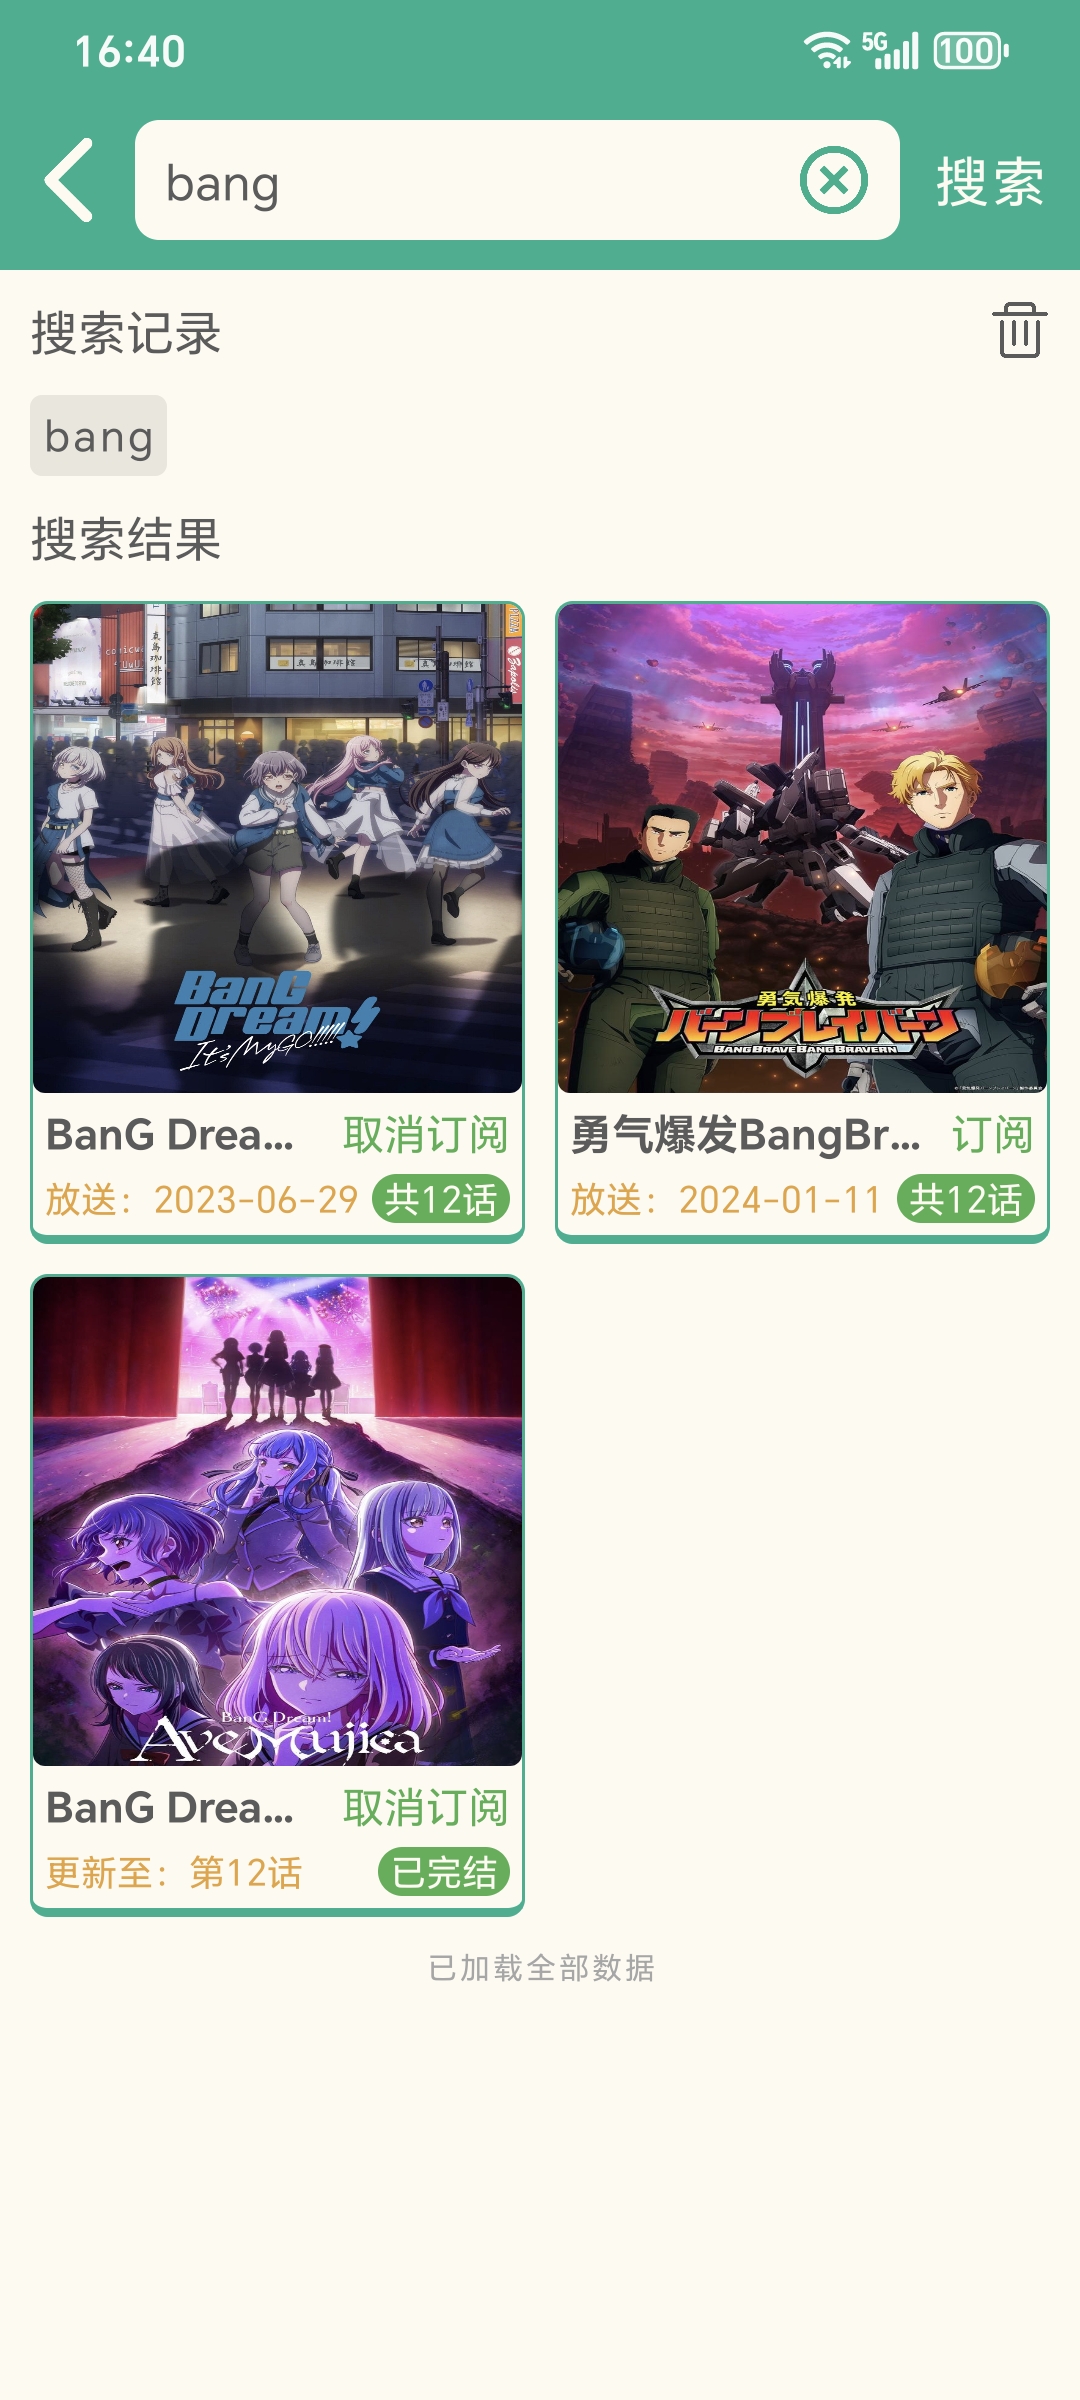 16:40
5G
100
bang
搜索
搜索记录
bang
搜索结果
BanG
Dream!
It's MyGO!!!!!
勇気爆発
バーンブレイバーン
BANG BRAVE BANG BRAVERN
BanG Drea...
取消订阅
勇气爆发BangBr...
订阅
放送：2023-06-29
共12话
放送：2024-01-11
共12话
BanG Dream!
Ave Mujica
BanG Drea...
取消订阅
更新至：第12话
已完结
已加载全部数据